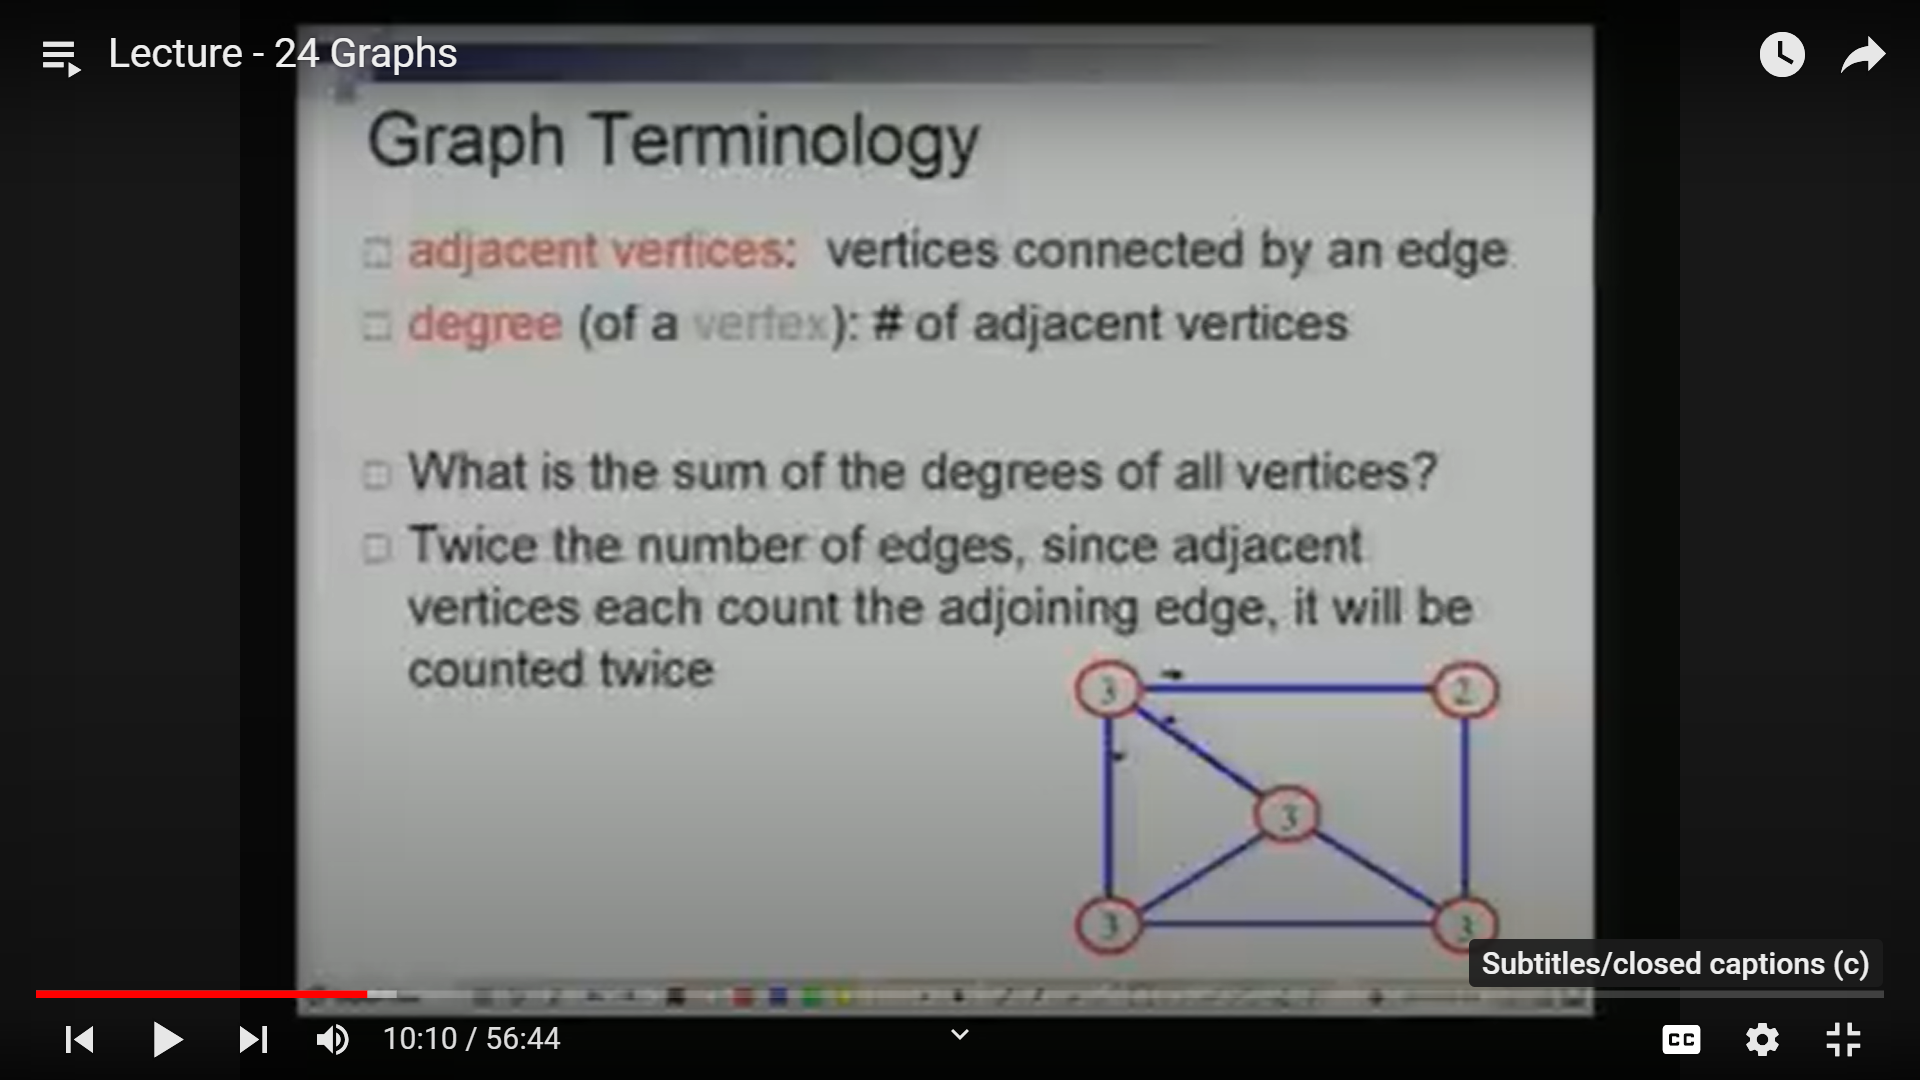 Lecture - 24 Graphs
Graph Terminology
adjacent vertices: vertices connected by an edge
degree (of a vertex): # of adjacent vertices
What is the sum of the degrees of all vertices?
Twice the number of edges, since adjacent
vertices each count the adjoining edge, it will be
counted twice
3
2
3
3
3
Subtitles/closed captions (c)
10:10 / 56:44
CC